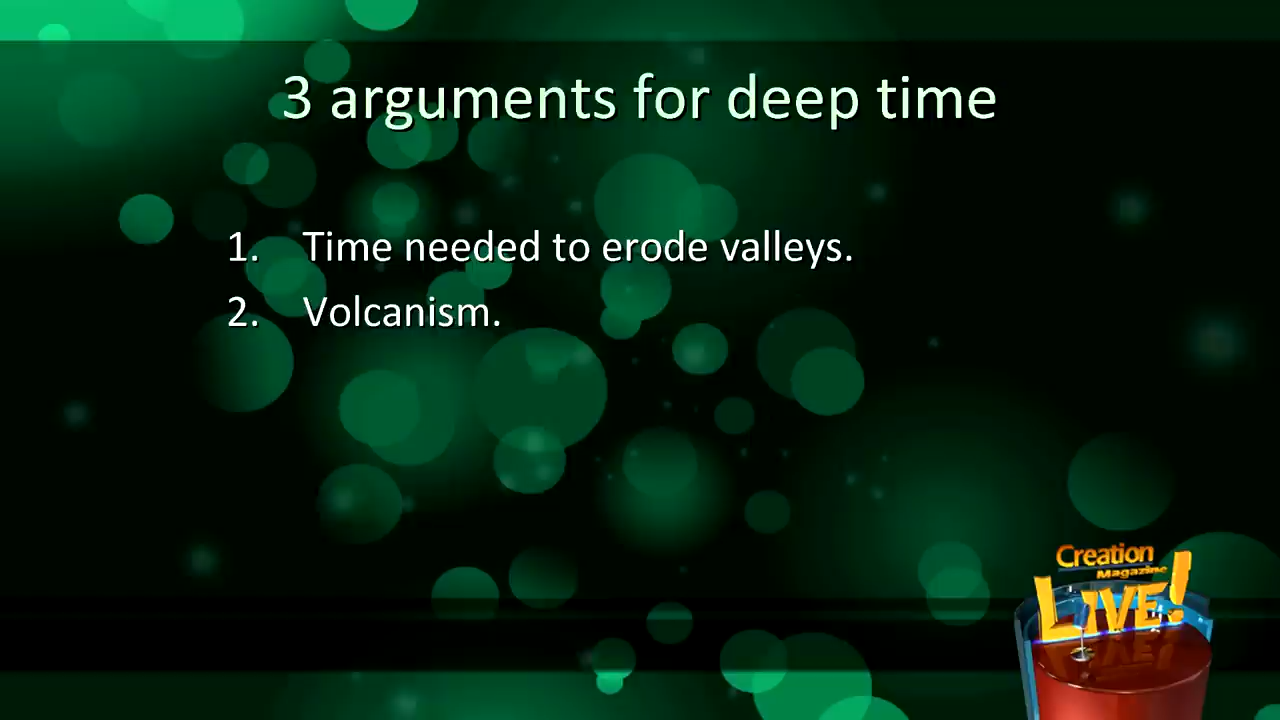 3 arguments for deep time
1. Time needed to erode valleys.
2. Volcanism.
Creation
Magazine
LIVE!